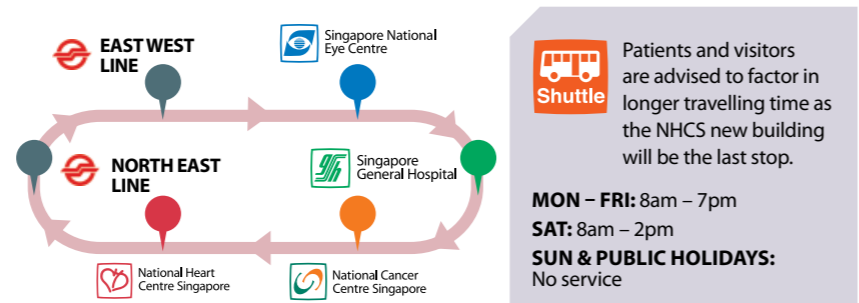 EAST WEST
LINE
Singapore National
Eye Centre
NORTH EAST
LINE
Singapore
General Hospital
National Heart
Centre Singapore
National Cancer
Centre Singapore
Shuttle
Patients and visitors
are advised to factor in
longer travelling time as
the NHCS new building
will be the last stop.
MON – FRI: 8am – 7pm
SAT: 8am – 2pm
SUN & PUBLIC HOLIDAYS:
No service